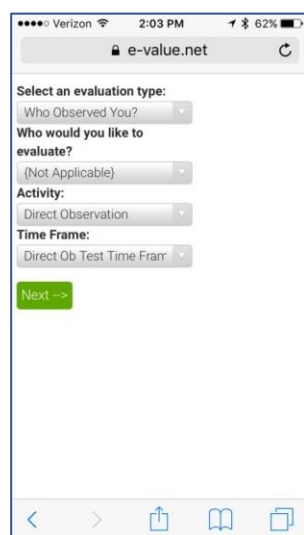 Verizon 2:03 PM 62%
e-value.net
Select an evaluation type:
Who Observed You?
Who would you like to
evaluate?
{Not Applicable}
Activity:
Direct Observation
Time Frame:
Direct Ob Test Time Fram
Next -->